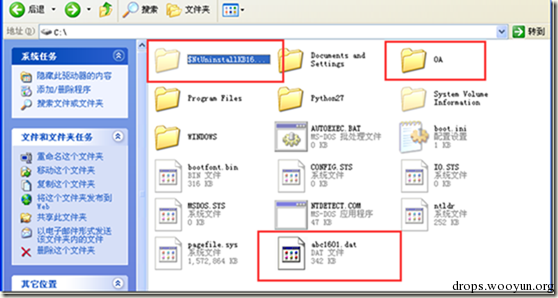 后退
搜索
文件夹
地址(D)
C:\
转到
系统任务
隐藏此驱动器的内容
添加/删除程序
搜索文件或文件夹
文件和文件夹任务
重命名这个文件夹
移动这个文件夹
复制这个文件夹
将这个文件夹发布到
Web
共享此文件夹
以电子邮件形式发送
该文件夹内的文件
删除这个文件夹
其它位置
$NtUninstallKB16...
Documents and
Settings
OA
Program Files
Python27
System Volume
Information
WINDOWS
AUTOEXEC.BAT
MS-DOS 批处理文件
0 KB
boot.ini
配置设置
1 KB
bootfont.bin
BIN 文件
316 KB
CONFIG.SYS
系统文件
0 KB
IO.SYS
系统文件
0 KB
MSDOS.SYS
系统文件
0 KB
NTDETECT.COM
MS-DOS 应用程序
47 KB
ntldr
系统文件
252 KB
pagefile.sys
系统文件
1,572,864 KB
abc1601.dat
DAT 文件
342 KB
drops.wooyun.org